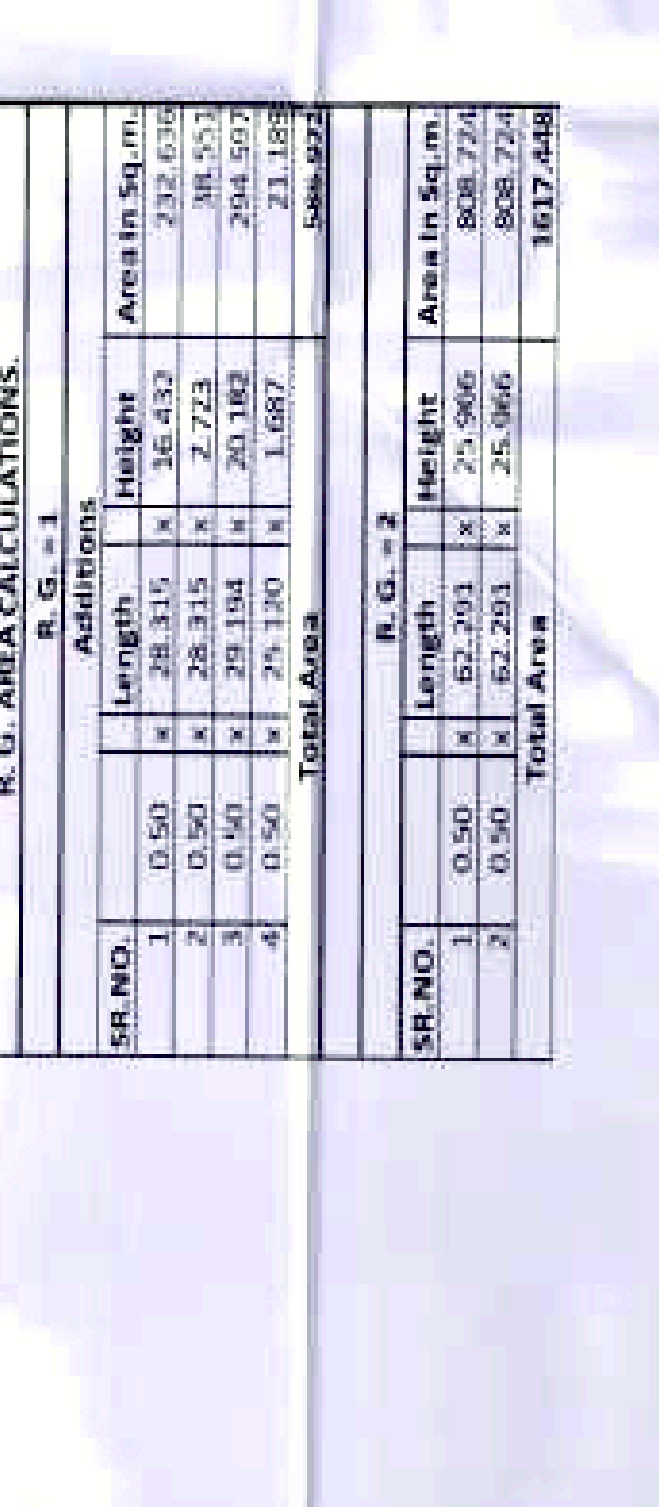 R. G. AREA CALCULATIONS.
R. G. - 1
Additions
SR.NO. Length Height Area in Sq.m.
1 0.50 x 28.315 x 16.432 232.636
2 0.50 x 28.315 x 2.723 38.551
3 0.50 x 29.194 x 20.182 294.597
4 0.50 x 25.120 x 1.687 21.189
Total Area
R. G. - 2
SR.NO. Length Height Area in Sq.m.
1 0.50 x 62.291 x 25.966 808.724
2 0.50 x 62.291 x 25.966 808.724
Total Area 1617.448